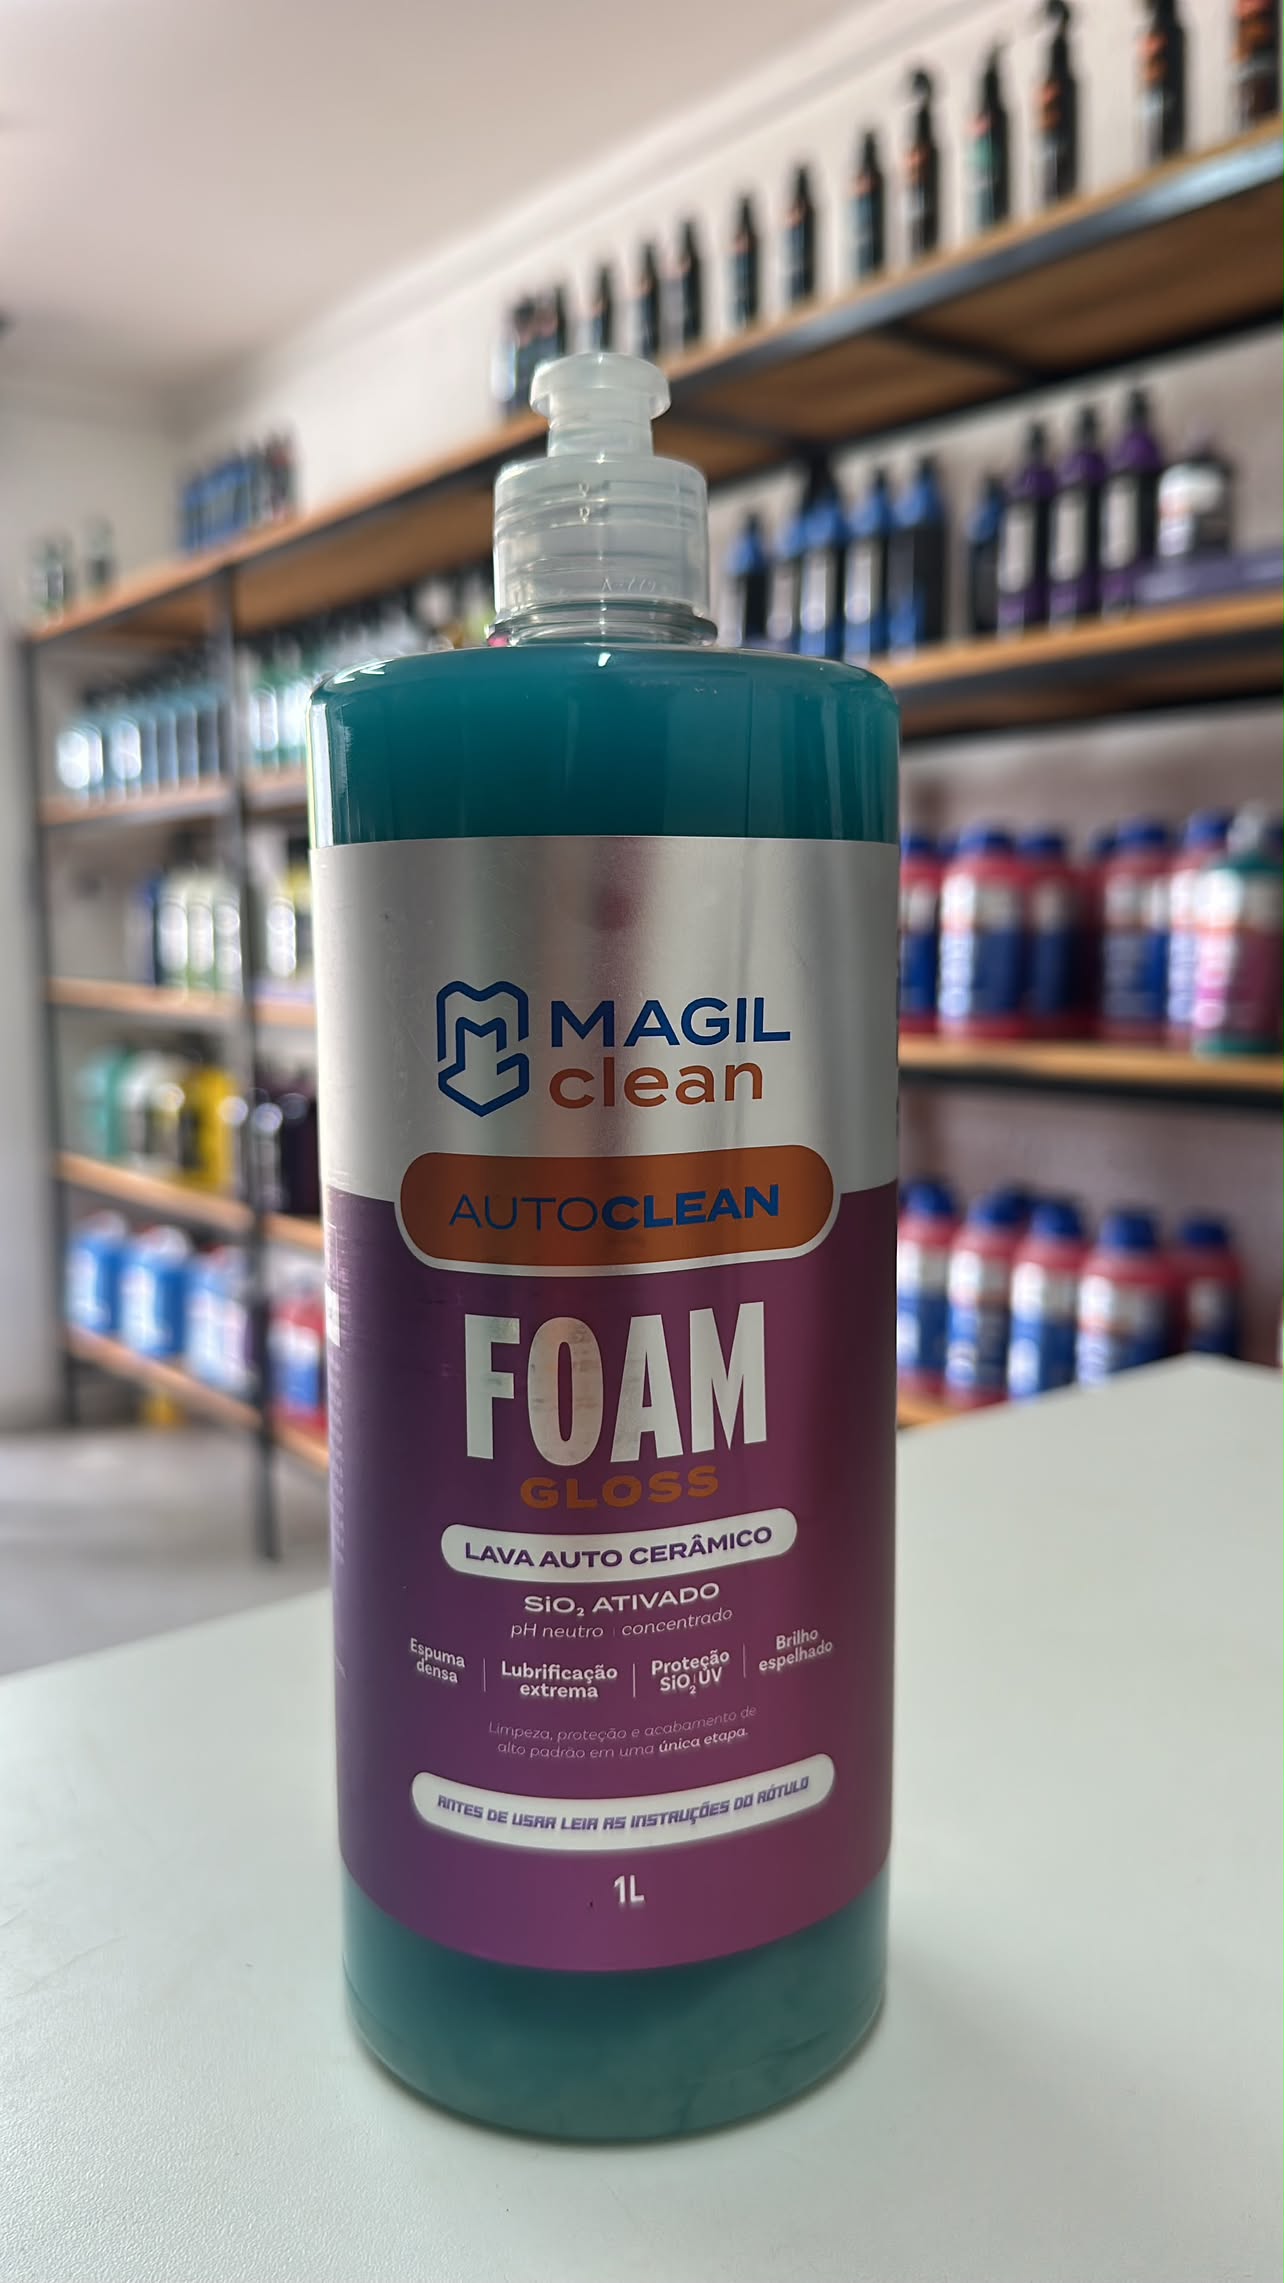 MAGIL
clean
AUTOCLEAN
FOAM
GLOSS
LAVA AUTO CERÂMICO
SiO₂ ATIVADO
pH neutro | concentrado
Espuma
densa
Lubrificação
extrema
Proteção
SiO₂|UV
Brilho
espelhado
Limpeza, proteção e acabamento de
alto padrão em uma única etapa.
ANTES DE USAR LEIA AS INSTRUÇÕES DO RÓTULO
1L